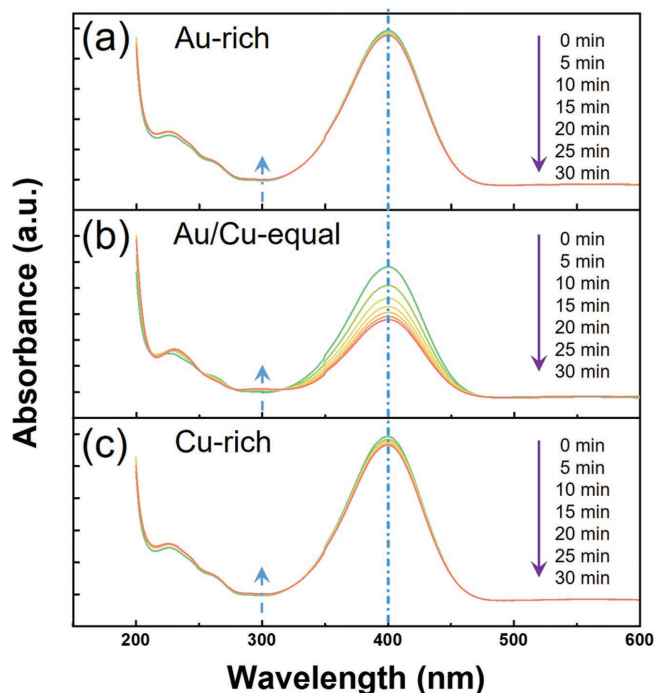 (a) Au-rich
0 min
5 min
10 min
15 min
20 min
25 min
30 min
(b) Au/Cu-equal
0 min
5 min
10 min
15 min
20 min
25 min
30 min
(c) Cu-rich
0 min
5 min
10 min
15 min
20 min
25 min
30 min
Absorbance (a.u.)
200 300 400 500 600
Wavelength (nm)